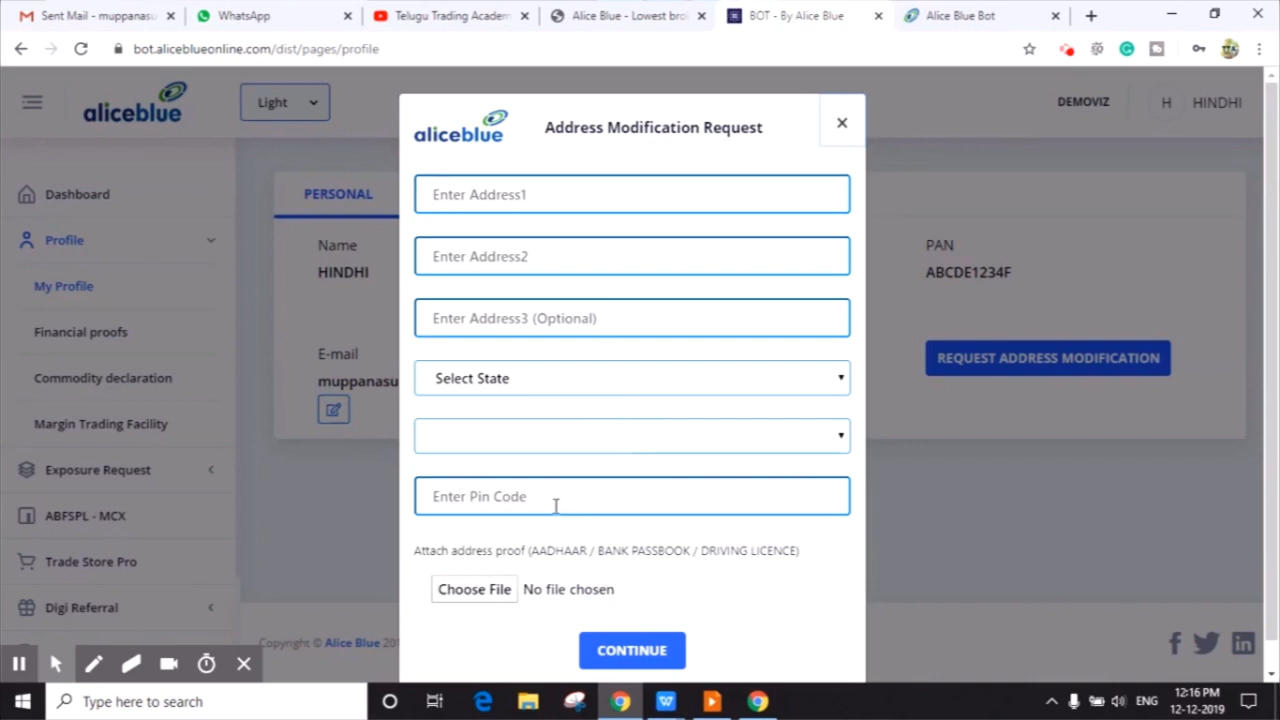 Sent Mail - muppanasu
WhatsApp
Telugu Trading Academ
Alice Blue - Lowest bro
BOT - By Alice Blue
Alice Blue Bot
bot.aliceblueonline.com/dist/pages/profile
aliceblue
Light
DEMOVIZ
H
HINDHI
aliceblue
Address Modification Request
Dashboard
Profile
My Profile
Financial proofs
Commodity declaration
Margin Trading Facility
Exposure Request
ABFSPL - MCX
Trade Store Pro
Digi Referral
PERSONAL
Name
HINDHI
E-mail
muppanasu
PAN
ABCDE1234F
REQUEST ADDRESS MODIFICATION
Enter Address1
Enter Address2
Enter Address3 (Optional)
Select State
Enter Pin Code
Attach address proof (AADHAAR / BANK PASSBOOK / DRIVING LICENCE)
Choose File No file chosen
CONTINUE
Copyright © Alice Blue 201
Type here to search
ENG
12:16 PM
12-12-2019